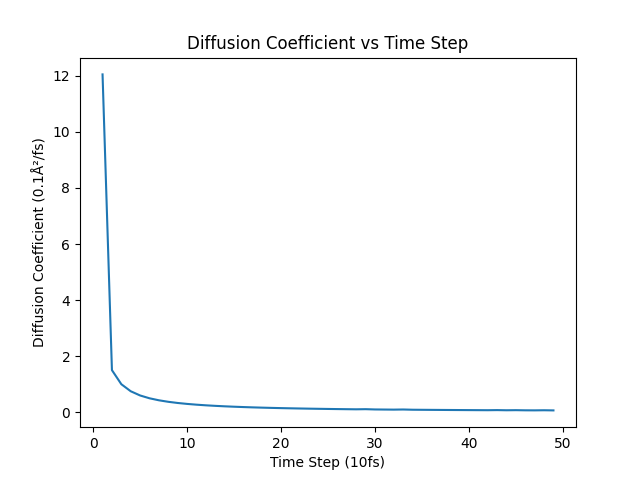 Diffusion Coefficient vs Time Step
Diffusion Coefficient (0.1Å²/fs)
12
10
8
6
4
2
0
0 10 20 30 40 50
Time Step (10fs)